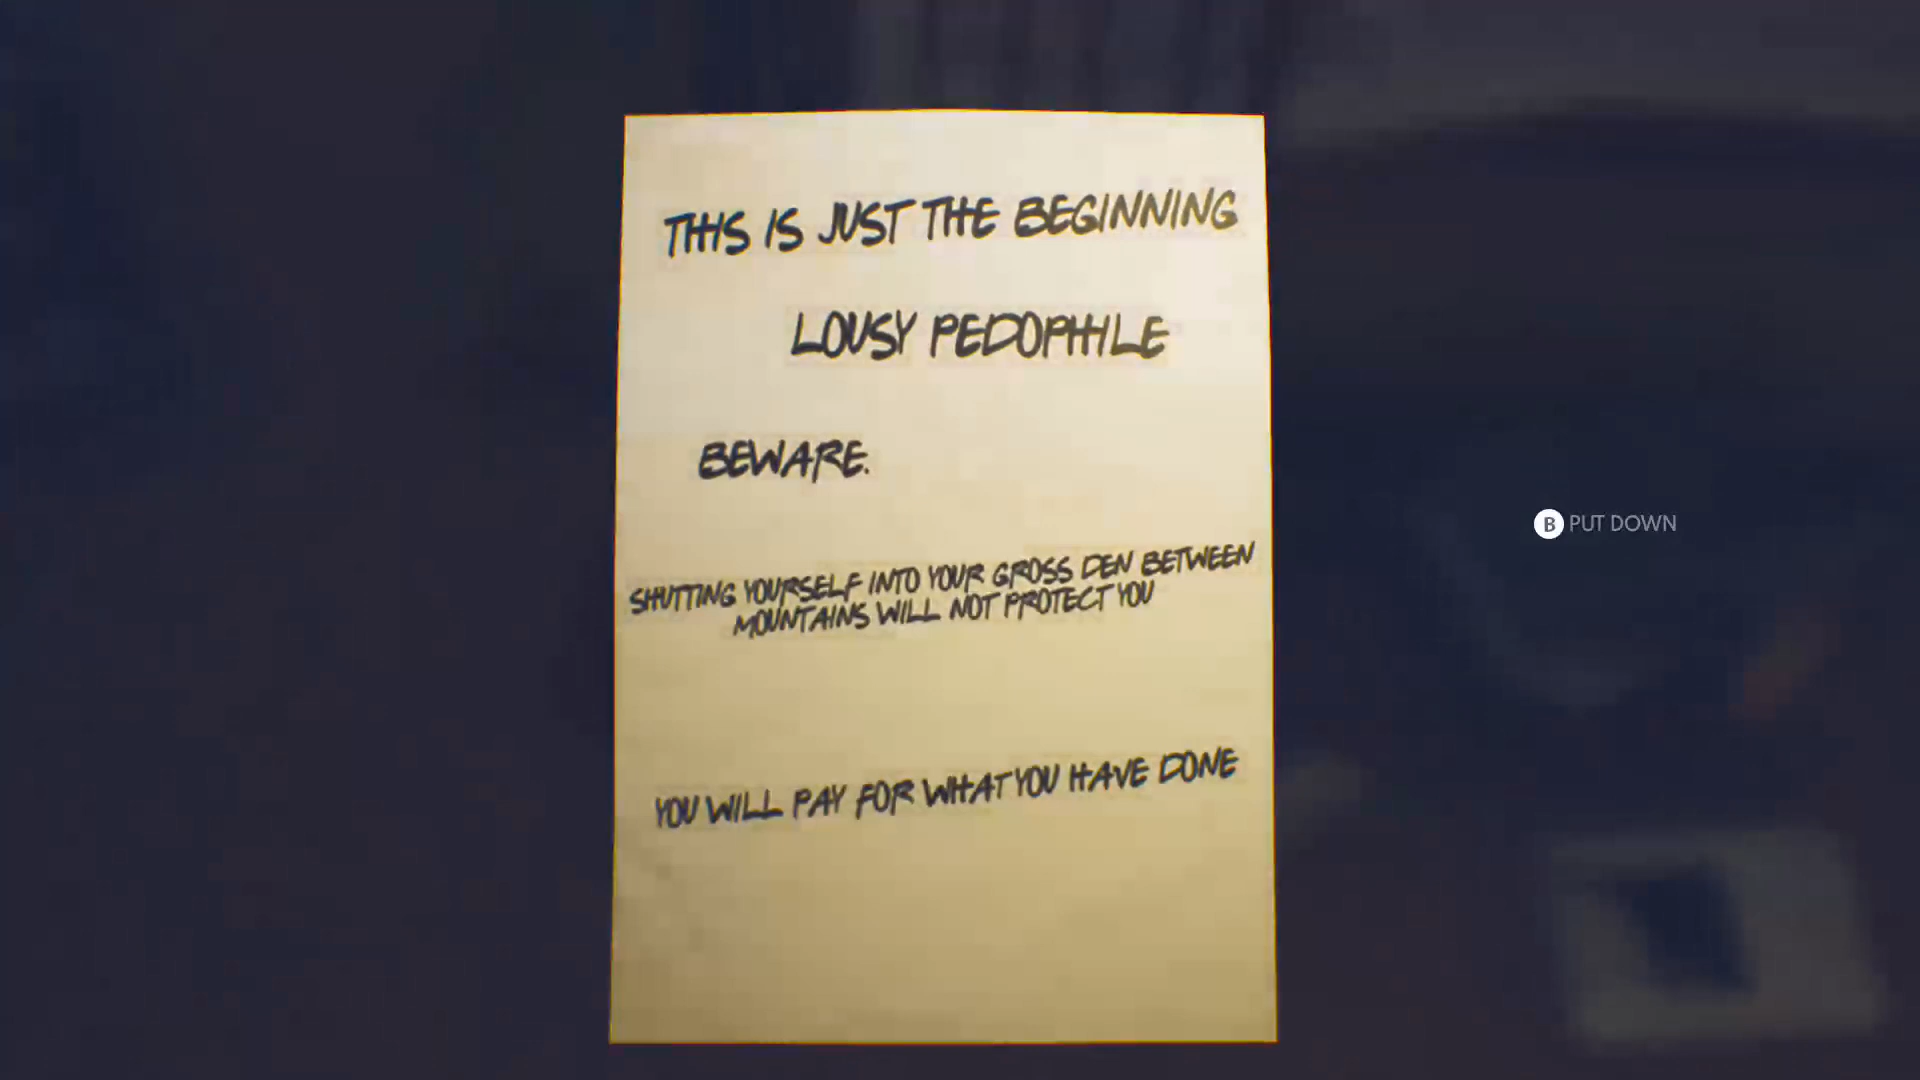 THIS IS JUST THE BEGINNING
LOUSY PEDOPHILE
BEWARE.
SHUTTING YOURSELF INTO YOUR GROSS DEN BETWEEN
MOUNTAINS WILL NOT PROTECT YOU
YOU WILL PAY FOR WHAT YOU HAVE DONE
B PUT DOWN